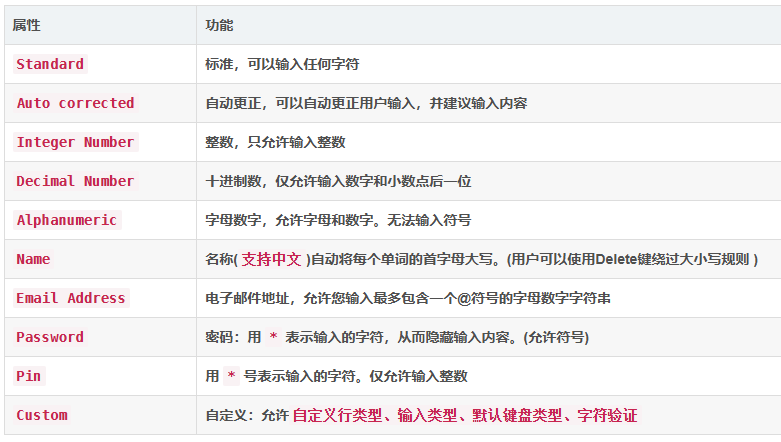 属性 功能
Standard 标准，可以输入任何字符
Auto corrected 自动更正，可以自动更正用户输入，并建议输入内容
Integer Number 整数，只允许输入整数
Decimal Number 十进制数，仅允许输入数字和小数点后一位
Alphanumeric 字母数字，允许字母和数字。无法输入符号
Name 名称( 支持中文 )自动将每个单词的首字母大写。(用户可以使用Delete键绕过大小写规则 )
Email Address 电子邮件地址，允许您输入最多包含一个@符号的字母数字字符串
Password 密码：用 * 表示输入的字符，从而隐藏输入内容。(允许符号)
Pin 用 * 号表示输入的字符。仅允许输入整数
Custom 自定义：允许 自定义行类型、输入类型、默认键盘类型、字符验证